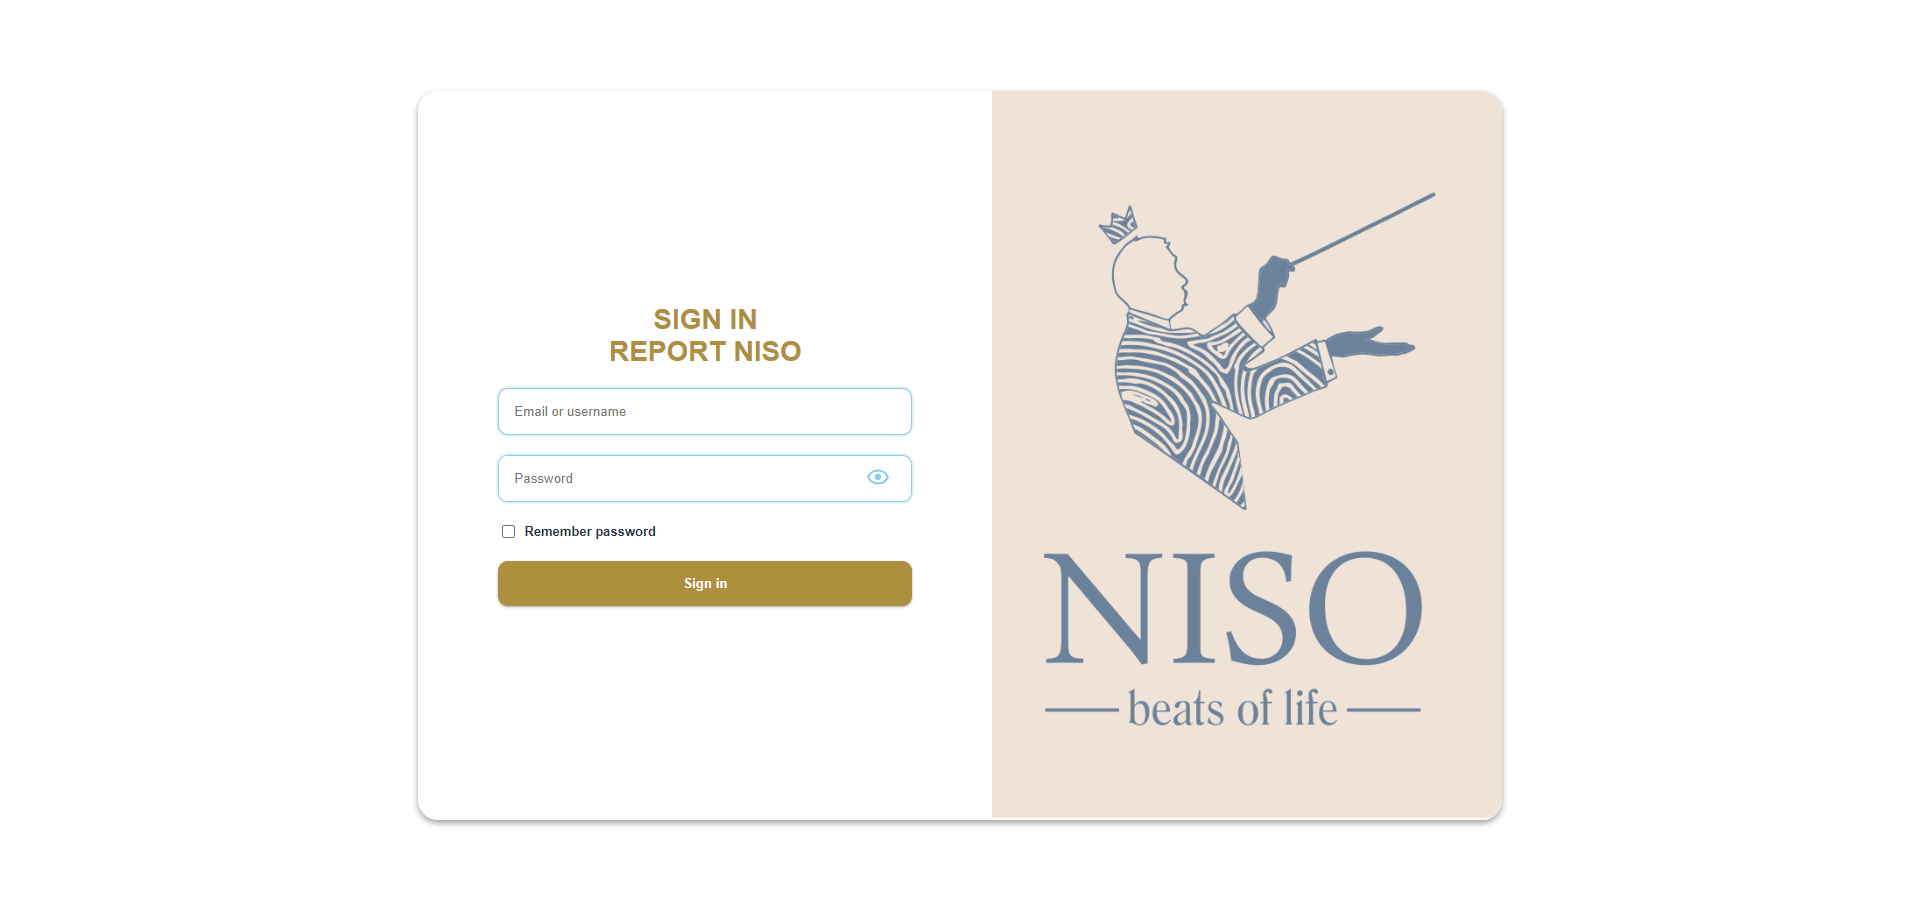 SIGN IN
REPORT NISO
Email or username
Password
Remember password
Sign in
NISO
beats of life